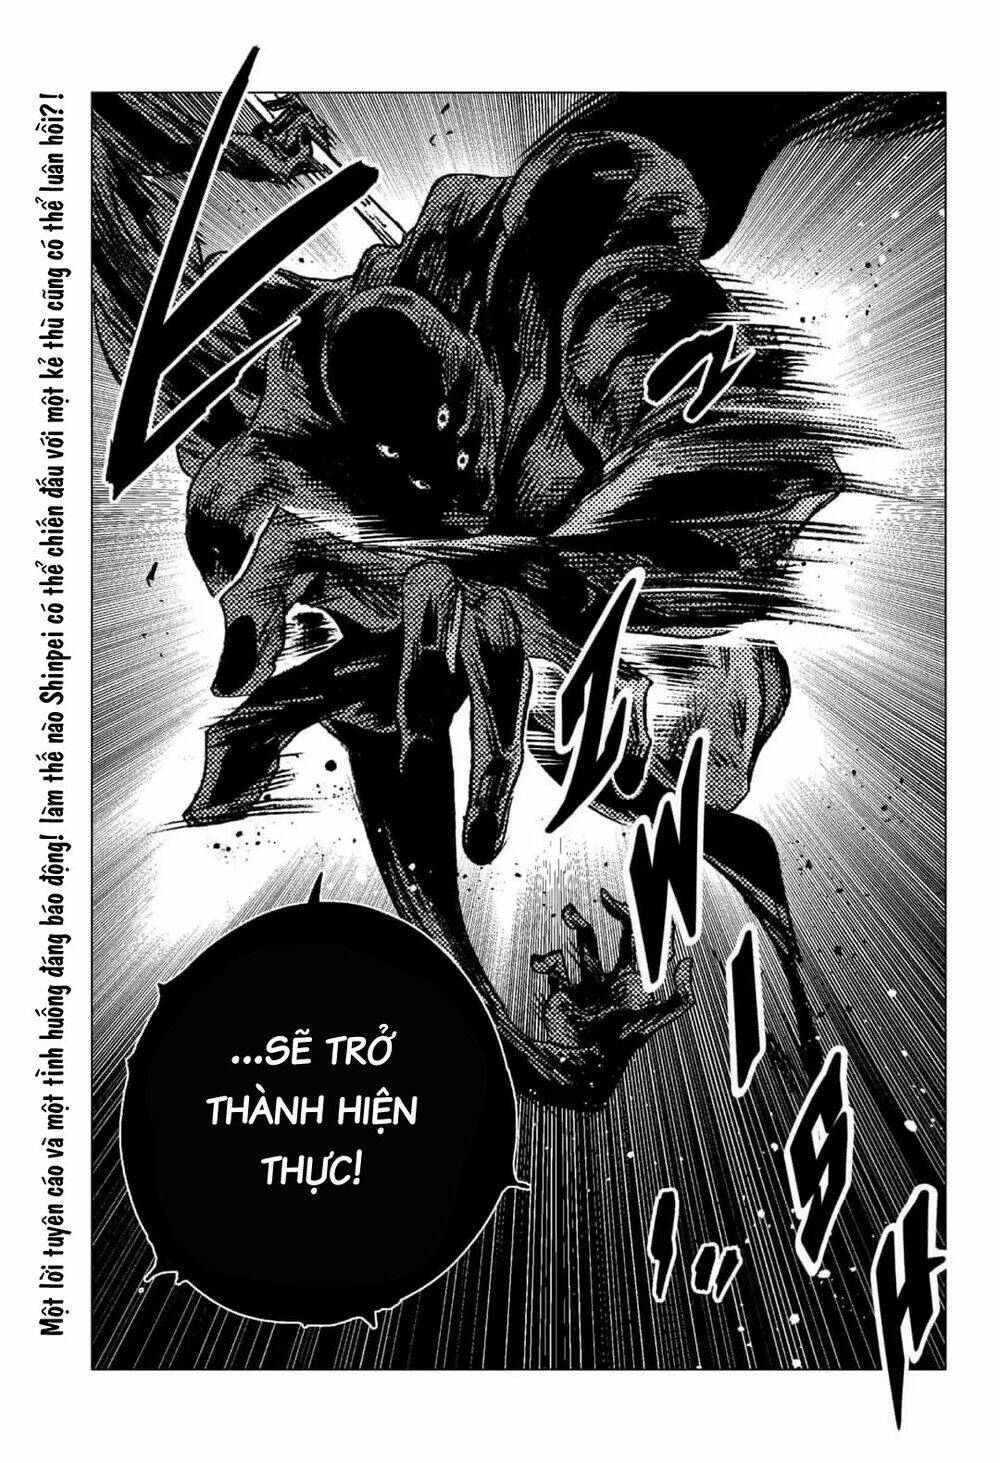 Một lời tuyên cáo và một tình huống đáng báo động! làm thế nào Shinpei có thể chiến đấu với một kẻ thù cũng có thể luân hồi?!
...SẼ TRỞ
THÀNH HIỆN
THỰC!
ZWISH